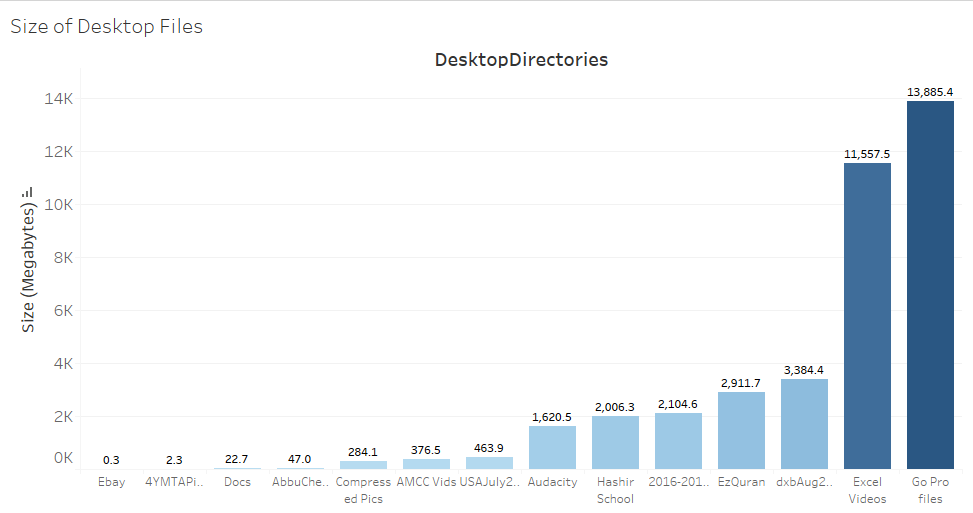 Size of Desktop Files
DesktopDirectories
Size (Megabytes)
14K
12K
10K
8K
6K
4K
2K
0K
0.3
2.3
22.7
47.0
284.1
376.5
463.9
1,620.5
2,006.3
2,104.6
2,911.7
3,384.4
11,557.5
13,885.4
Ebay
4YMTAPi..
Docs
AbbuChe..
Compress
ed Pics
AMCC Vids
USAJuly2..
Audacity
Hashir
School
2016-201..
EzQuran
dxbAug2..
Excel
Videos
Go Pro
files